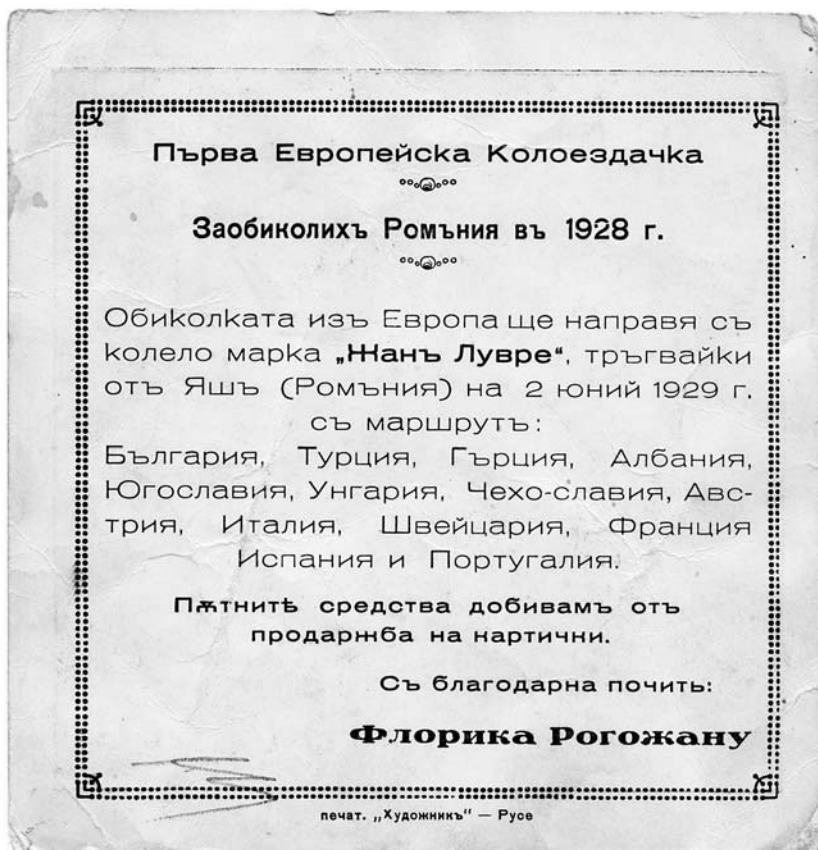 Първа Европейска Колоездачка
Заобиколихъ Ромъния въ 1928 г.
Обиколката изъ Европа ще направя съ
колело марка „Жанъ Лувре“, тръгвайки
отъ Яшъ (Ромъния) на 2 юний 1929 г.
съ маршрутъ:
България, Турция, Гърция, Албания,
Югославия, Унгария, Чехо-славия, Авс-
трия, Италия, Швейцария, Франция
Испания и Португалия.
Пѫтнитѣ средства добивамъ отъ
продаржба на картички.
Съ благодарна почить:
Флорика Рогожану
печат. „Художникъ“ — Русе